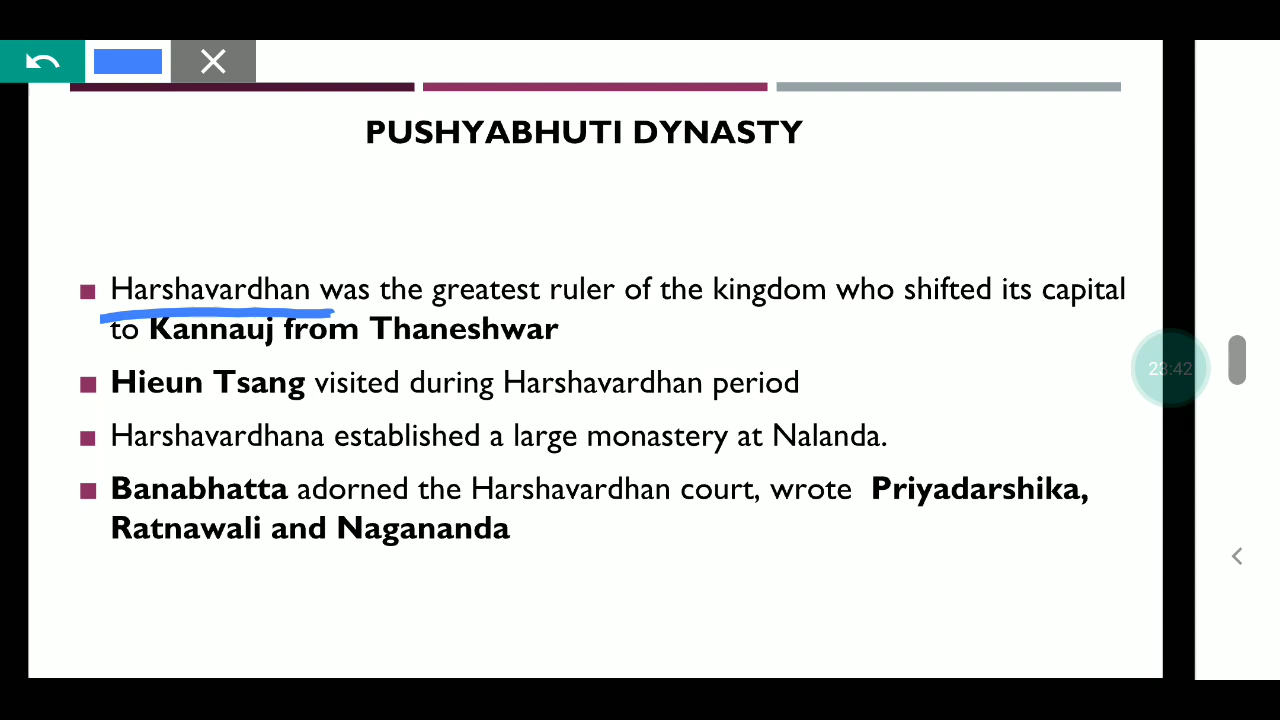 PUSHYABHUTI DYNASTY
Harshavardhan was the greatest ruler of the kingdom who shifted its capital
to Kannauj from Thaneshwar
Hieun Tsang visited during Harshavardhan period
23:42
Harshavardhana established a large monastery at Nalanda.
Banabhatta adorned the Harshavardhan court, wrote Priyadarshika,
Ratnawali and Nagananda